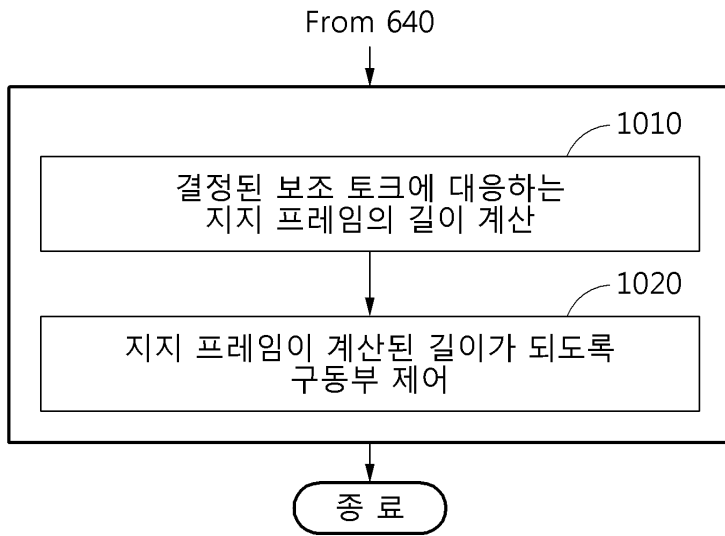 From 640
1010
결정된 보조 토크에 대응하는
지지 프레임의 길이 계산
1020
지지 프레임이 계산된 길이가 되도록
구동부 제어
종 료